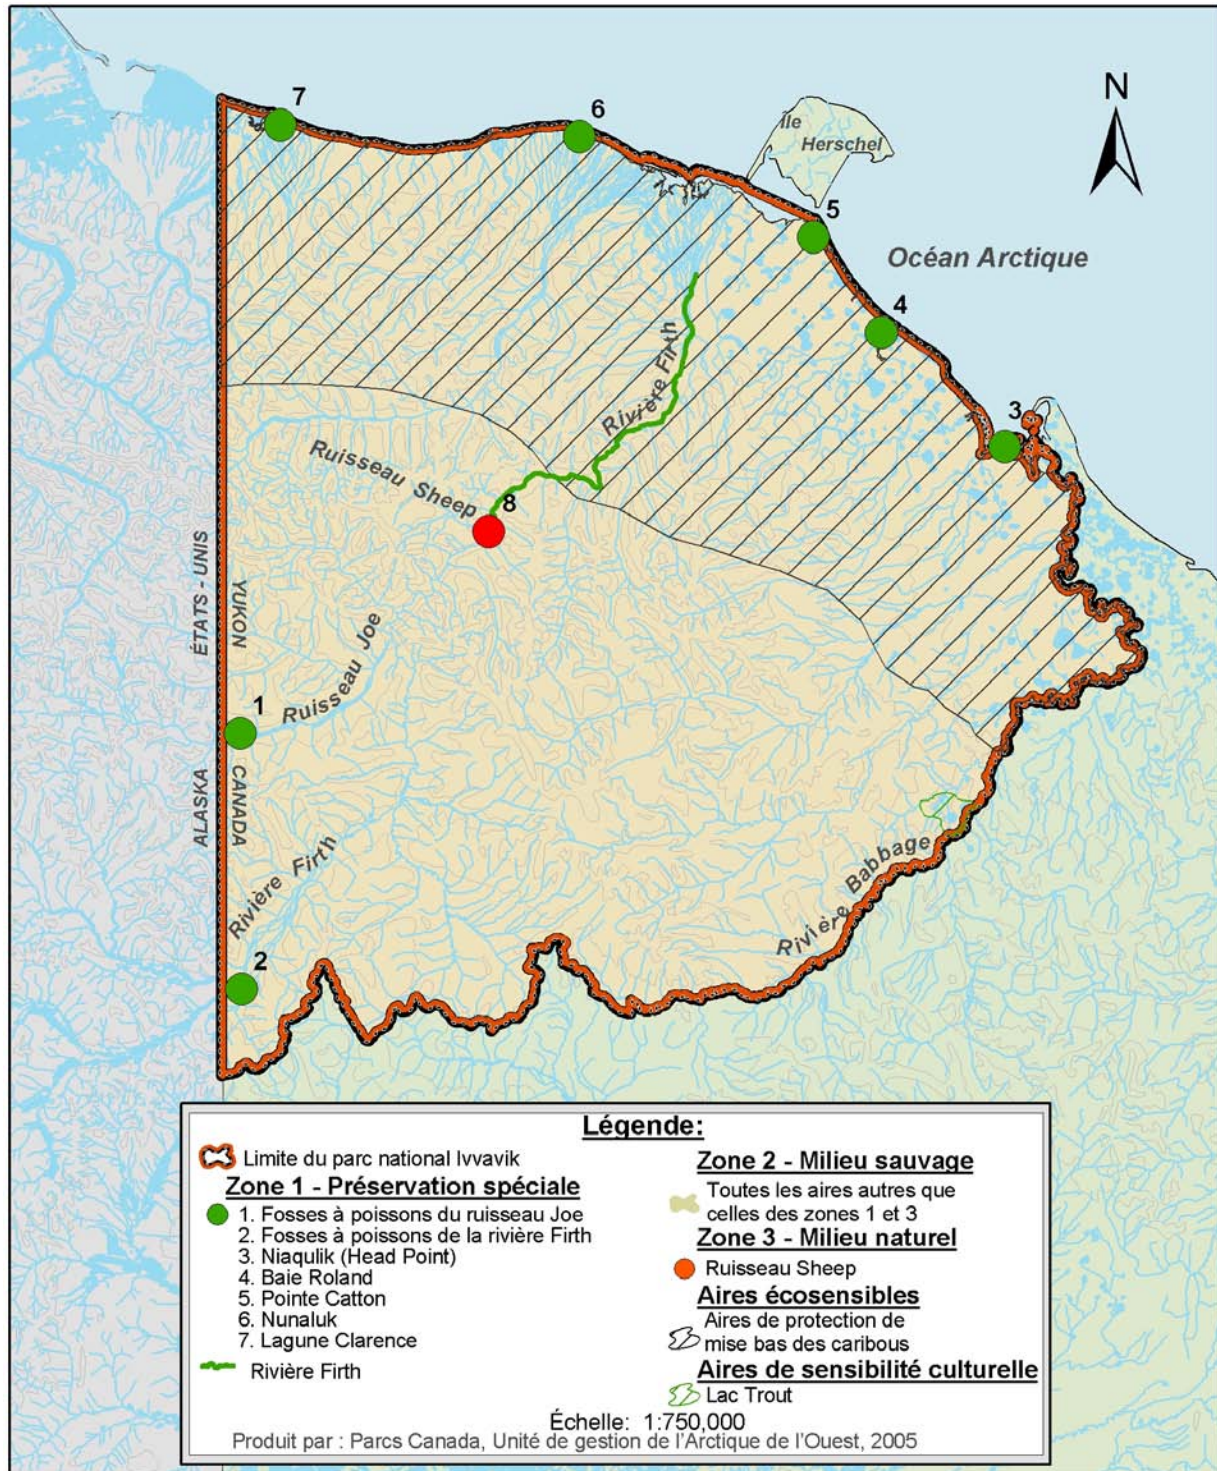 7
6
N
Île
Herschel
5
Océan Arctique
4
Rivière Firth
3
Ruisseau Sheep
8
ÉTATS - UNIS
YUKON
Ruisseau Joe
1
ALASKA
CANADA
Rivière Firth
Rivière Babbage
2
Légende:
Limite du parc national Ivvavik
Zone 1 - Préservation spéciale
1. Fosses à poissons du ruisseau Joe
2. Fosses à poissons de la rivière Firth
3. Niaqulik (Head Point)
4. Baie Roland
5. Pointe Catton
6. Nunaluk
7. Lagune Clarence
Rivière Firth
Zone 2 - Milieu sauvage
Toutes les aires autres que
celles des zones 1 et 3
Zone 3 - Milieu naturel
Ruisseau Sheep
Aires écosensibles
Aires de protection de
mise bas des caribous
Aires de sensibilité culturelle
Lac Trout
Échelle: 1:750,000
Produit par : Parcs Canada, Unité de gestion de l'Arctique de l'Ouest, 2005